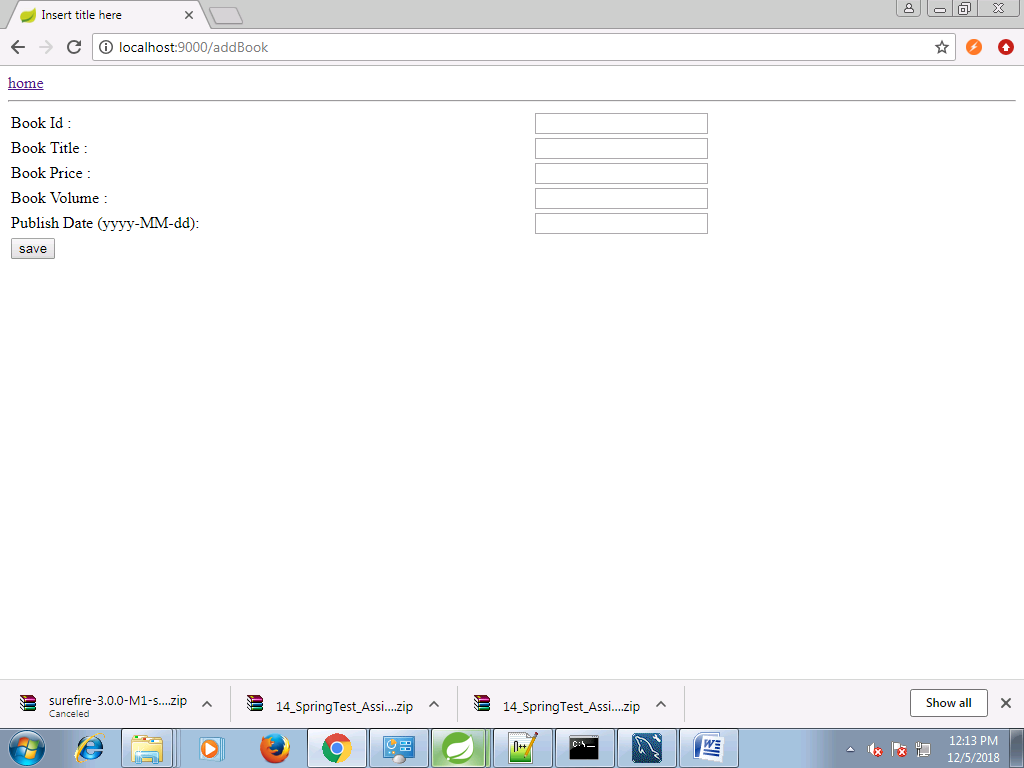 Insert title here
localhost:9000/addBook
home
Book Id :
Book Title :
Book Price :
Book Volume :
Publish Date (yyyy-MM-dd):
save
surefire-3.0.0-M1-s....zip
Canceled
14_SpringTest_Assi....zip
14_SpringTest_Assi....zip
Show all
12:13 PM
12/5/2018